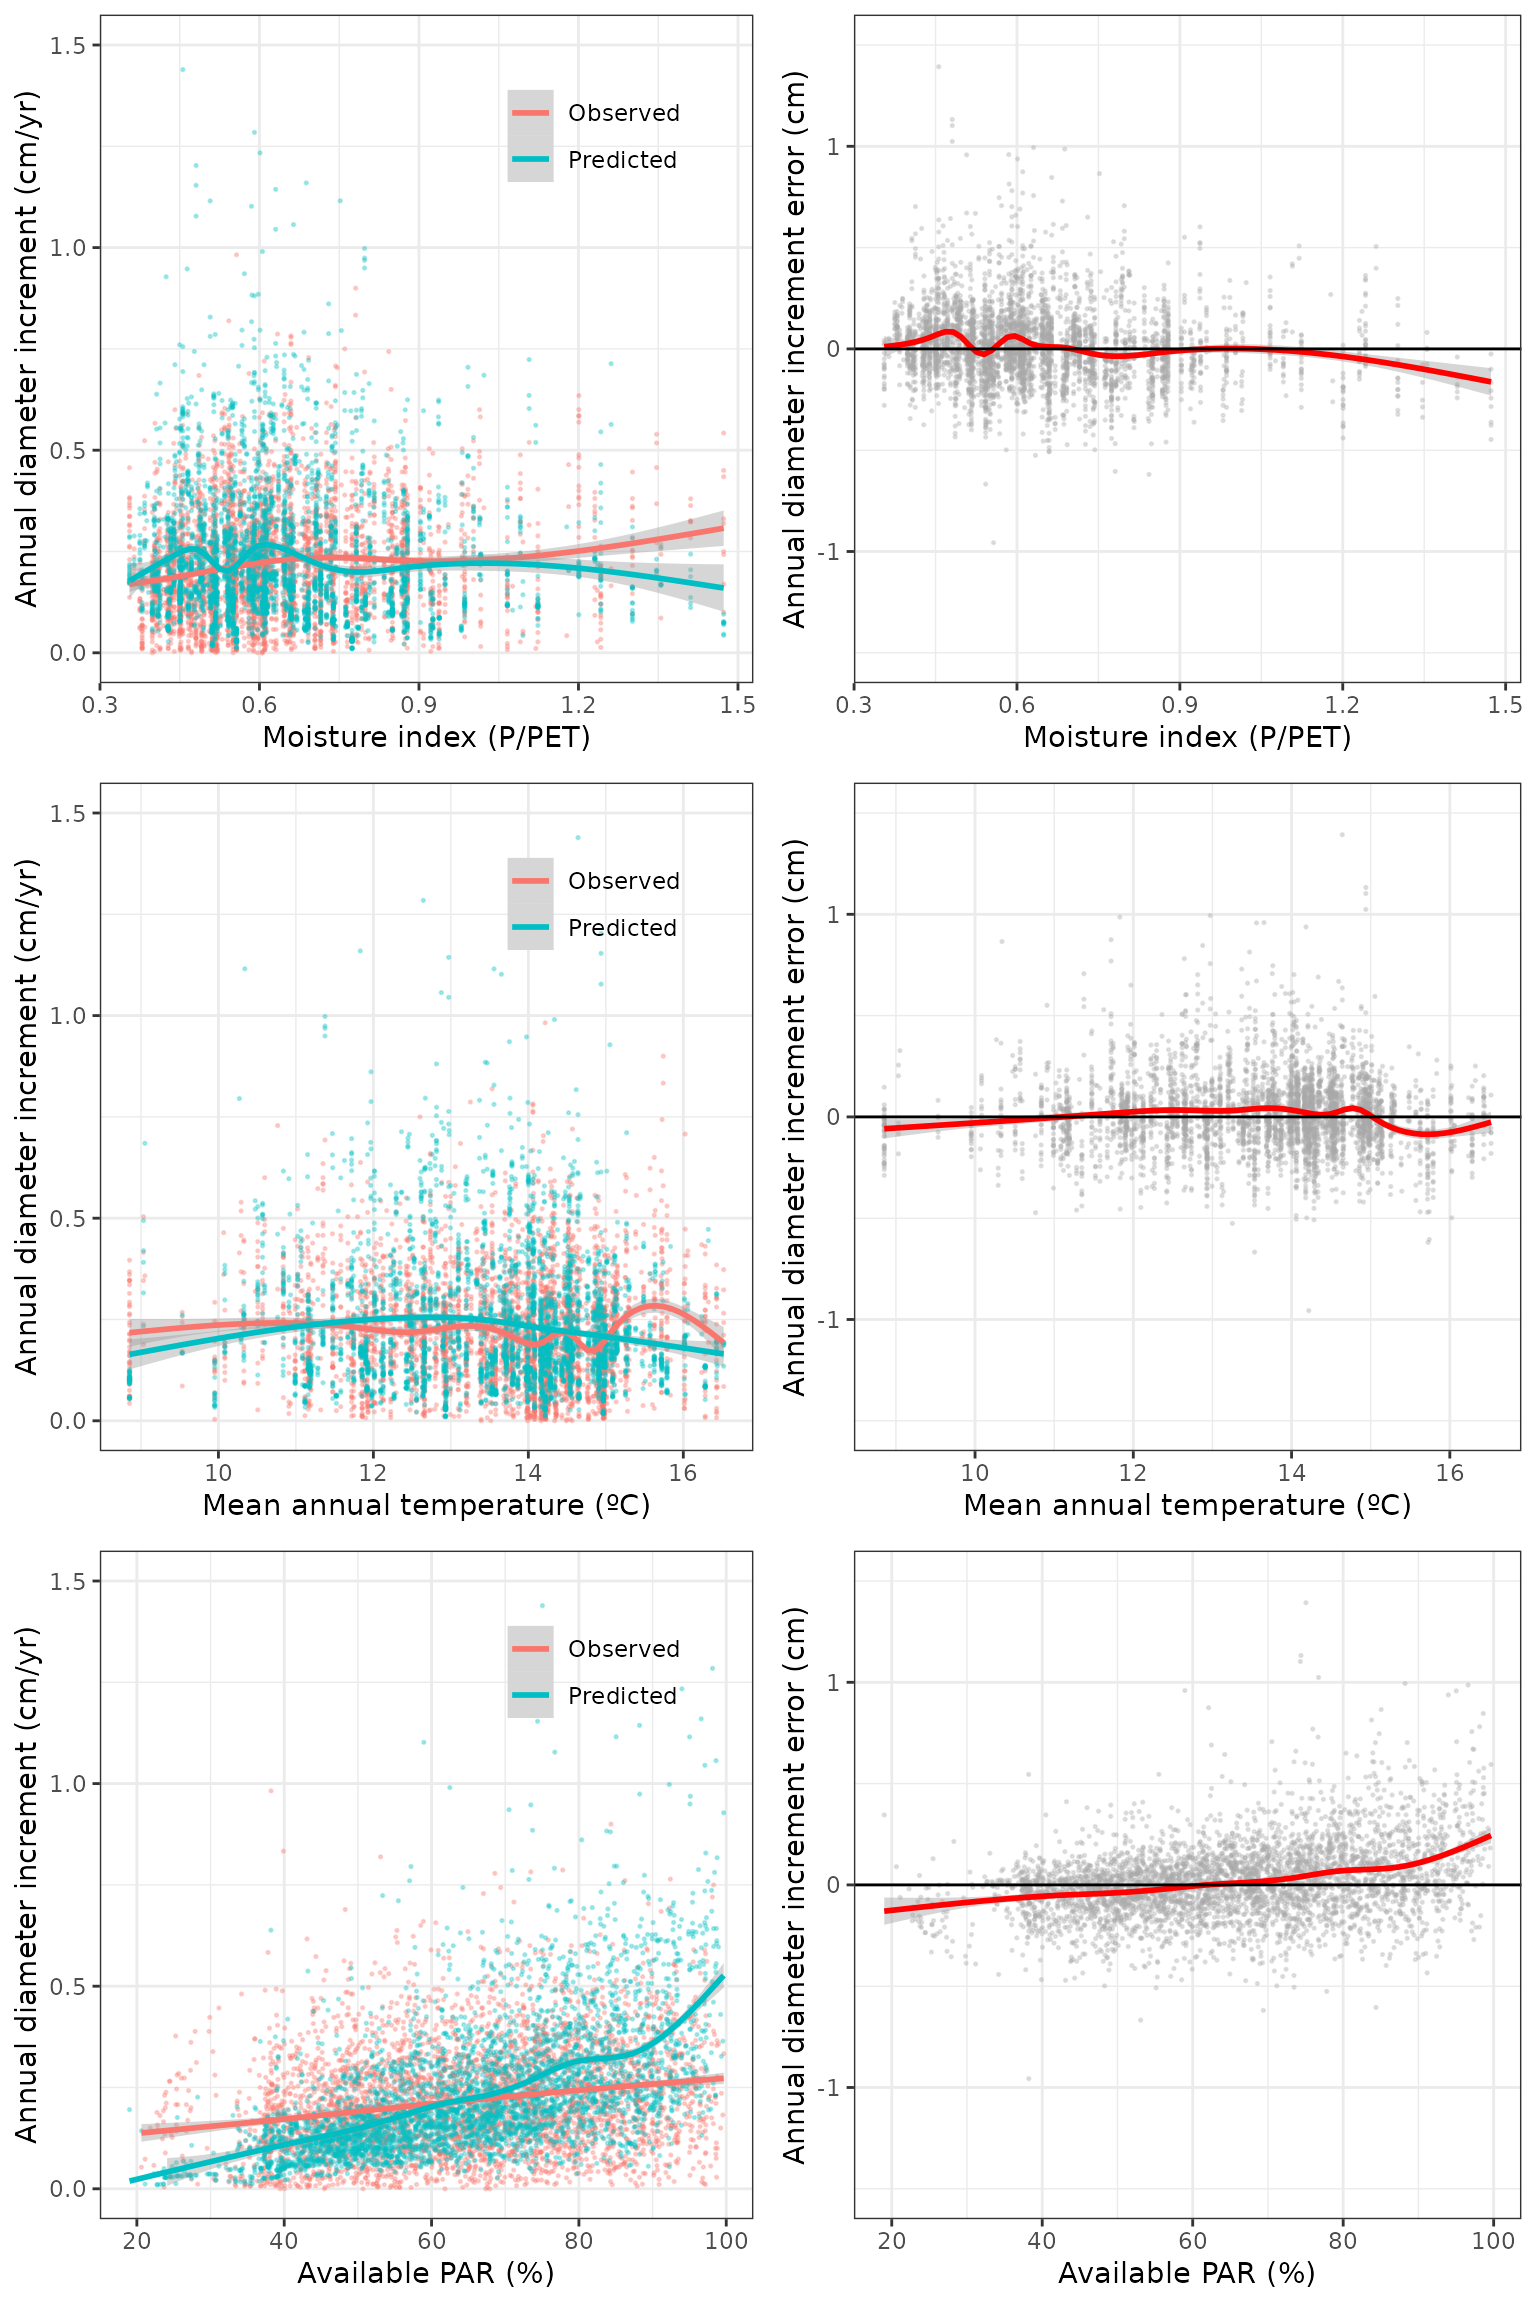 Annual diameter increment (cm/yr)
1.5
1.0
0.5
0.0
Observed
Predicted
0.3 0.6 0.9 1.2 1.5
Moisture index (P/PET)
Annual diameter increment error (cm)
1
0
-1
0.3 0.6 0.9 1.2 1.5
Moisture index (P/PET)
Annual diameter increment (cm/yr)
1.5
1.0
0.5
0.0
Observed
Predicted
10 12 14 16
Mean annual temperature (ºC)
Annual diameter increment error (cm)
1
0
-1
10 12 14 16
Mean annual temperature (ºC)
Annual diameter increment (cm/yr)
1.5
1.0
0.5
0.0
Observed
Predicted
20 40 60 80 100
Available PAR (%)
Annual diameter increment error (cm)
1
0
-1
20 40 60 80 100
Available PAR (%)